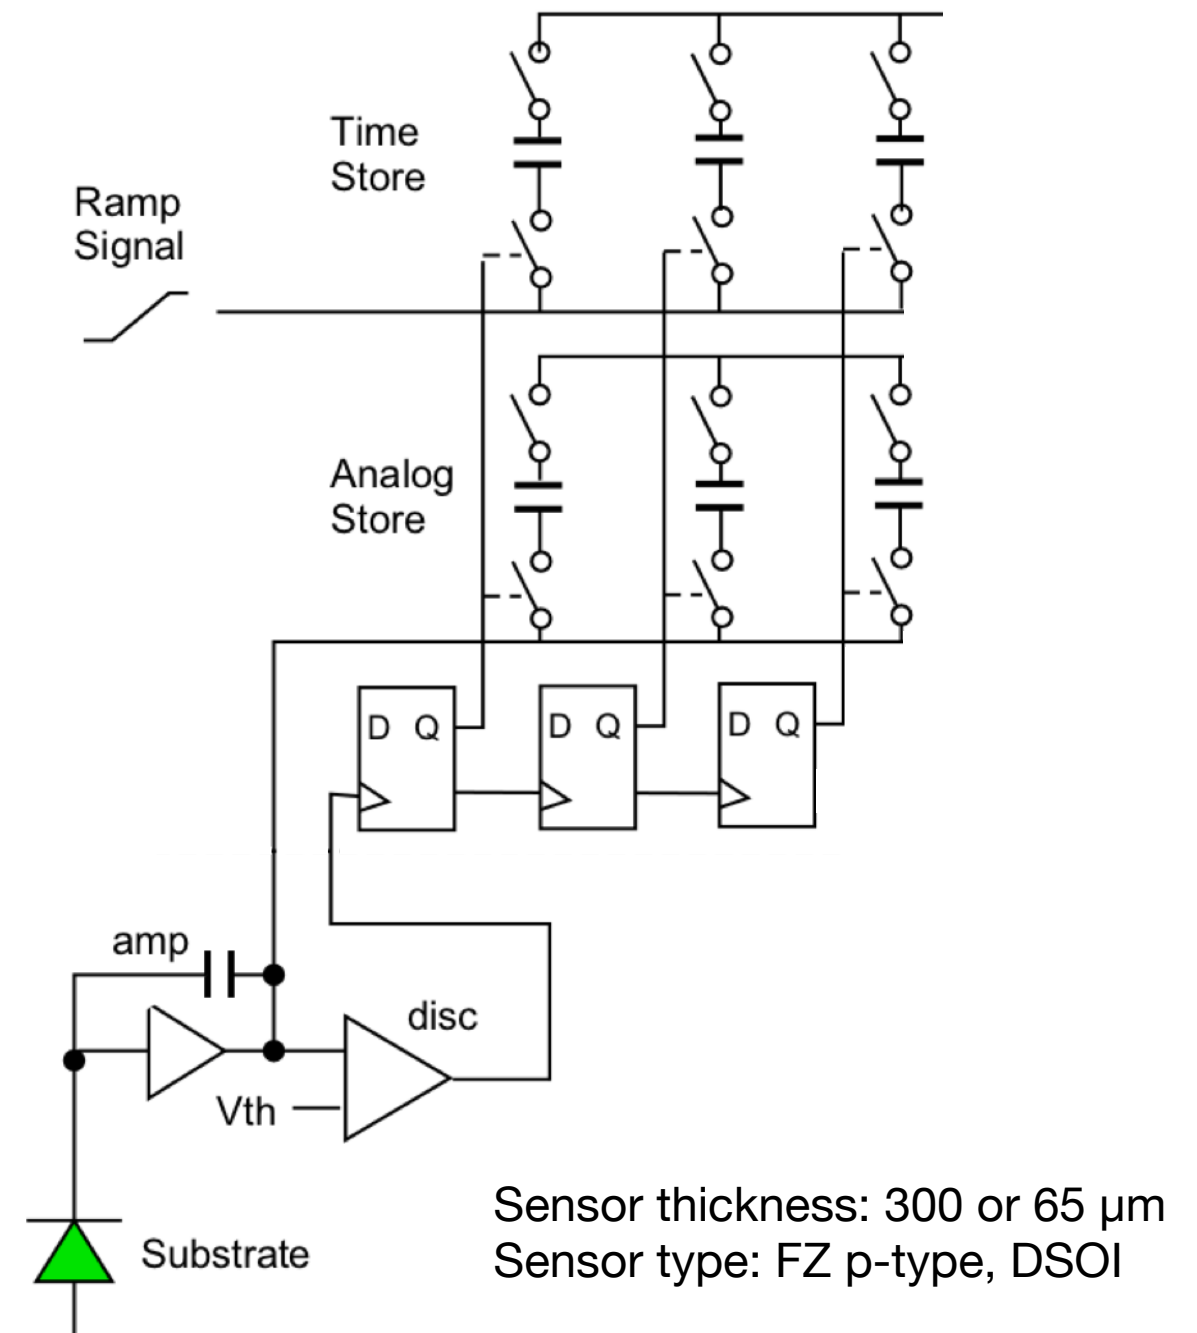 Time
Store
Ramp
Signal
Analog
Store
D Q
D Q
D Q
amp
disc
Vth
Substrate
Sensor thickness: 300 or 65 μm
Sensor type: FZ p-type, DSOI